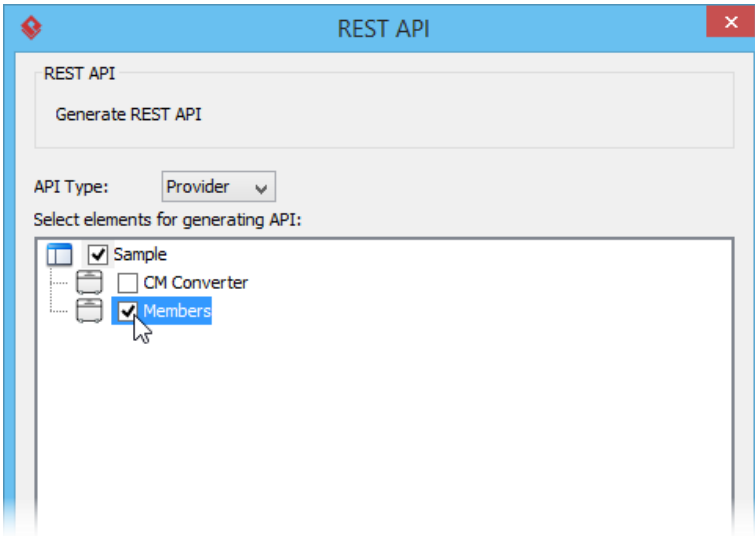 REST API
REST API
Generate REST API
API Type: Provider
Select elements for generating API:
Sample
CM Converter
Members